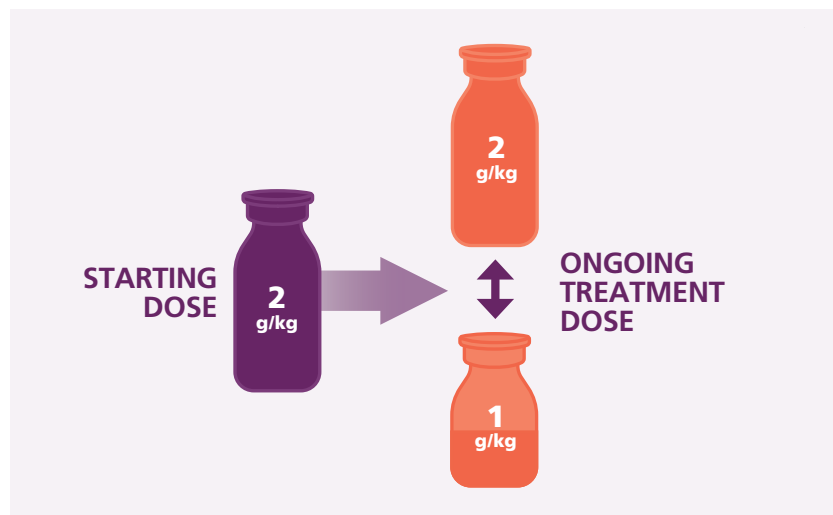 STARTING
DOSE
2
g/kg
2
g/kg
ONGOING
TREATMENT
DOSE
1
g/kg